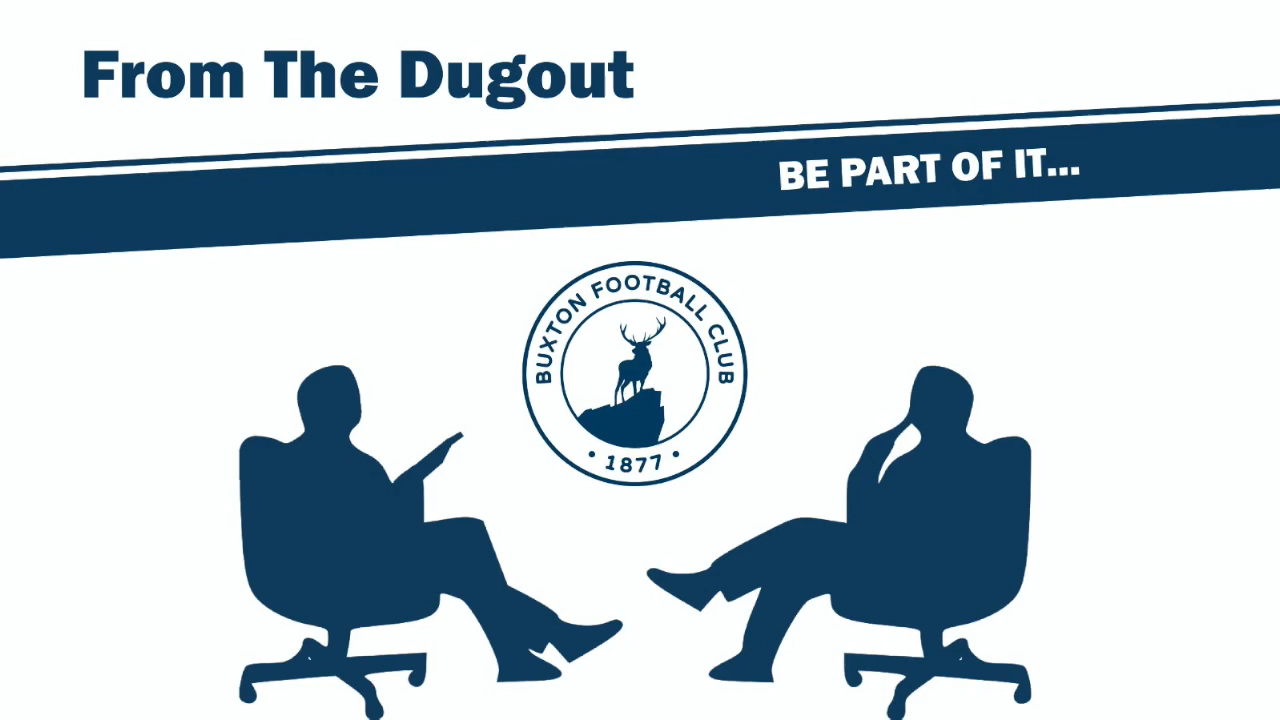 From The Dugout
BE PART OF IT...
BUXTON FOOTBALL CLUB
• 1877 •